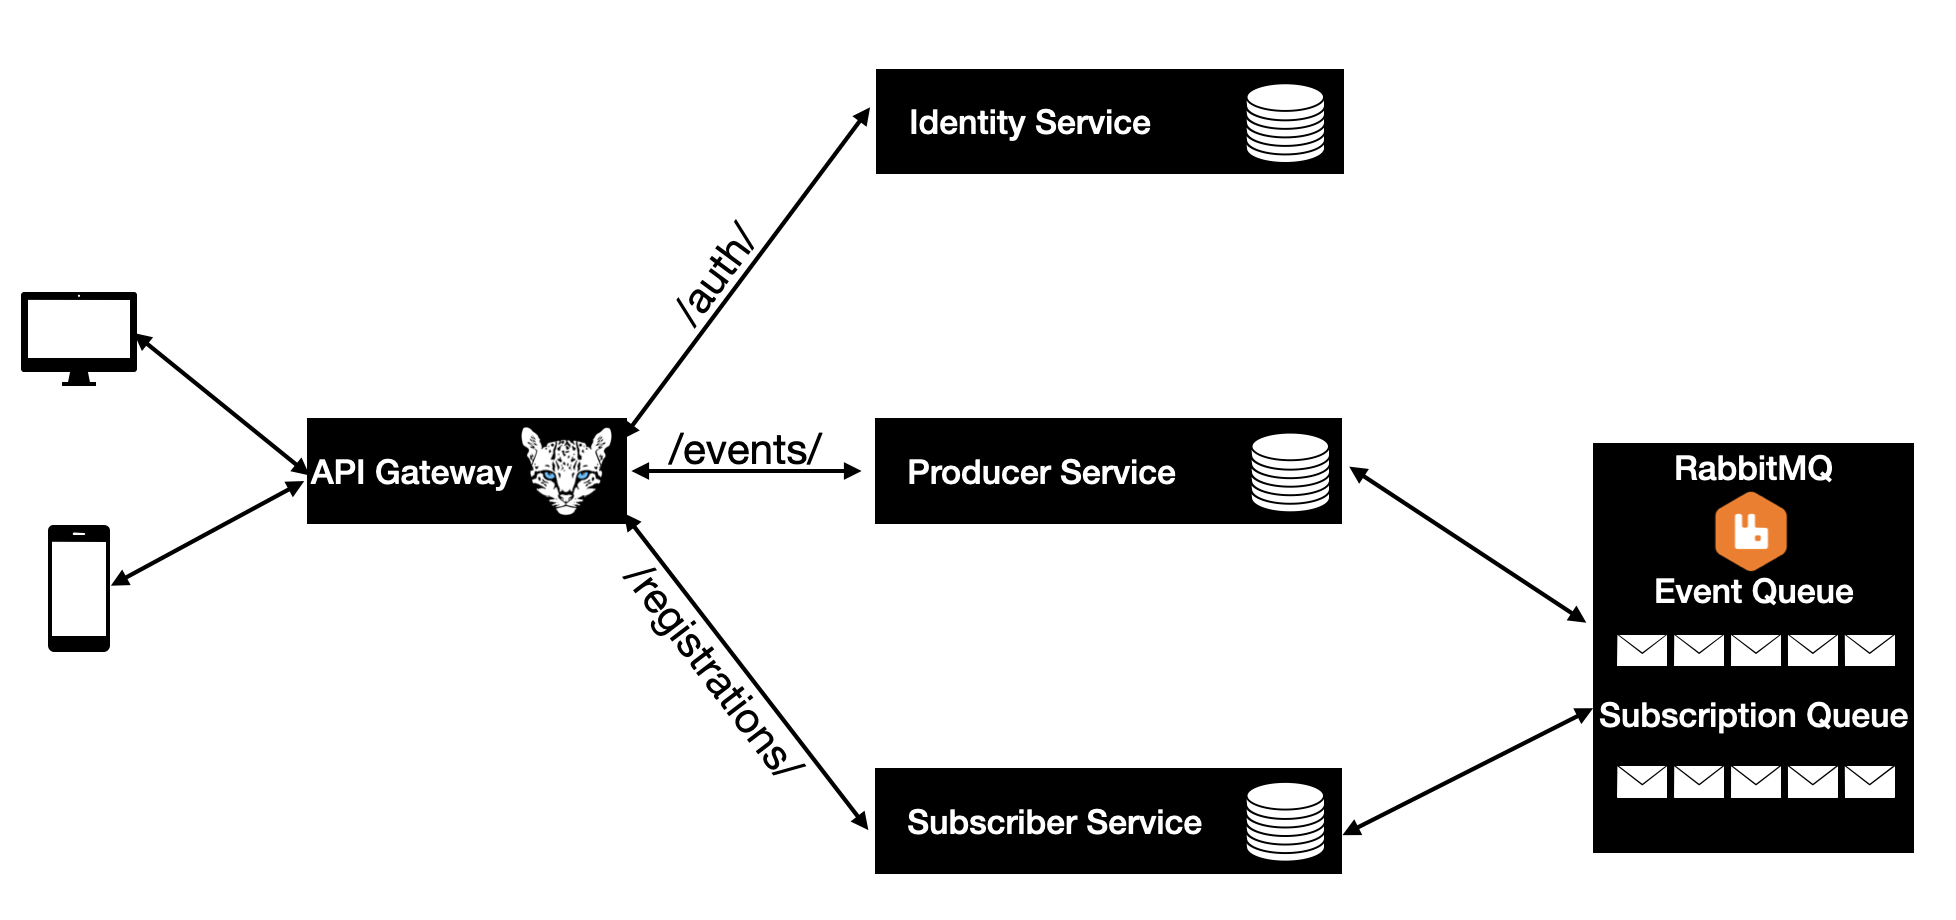 Identity Service
/auth/
API Gateway
/events/
Producer Service
RabbitMQ
Event Queue
/registrations/
Subscription Queue
Subscriber Service